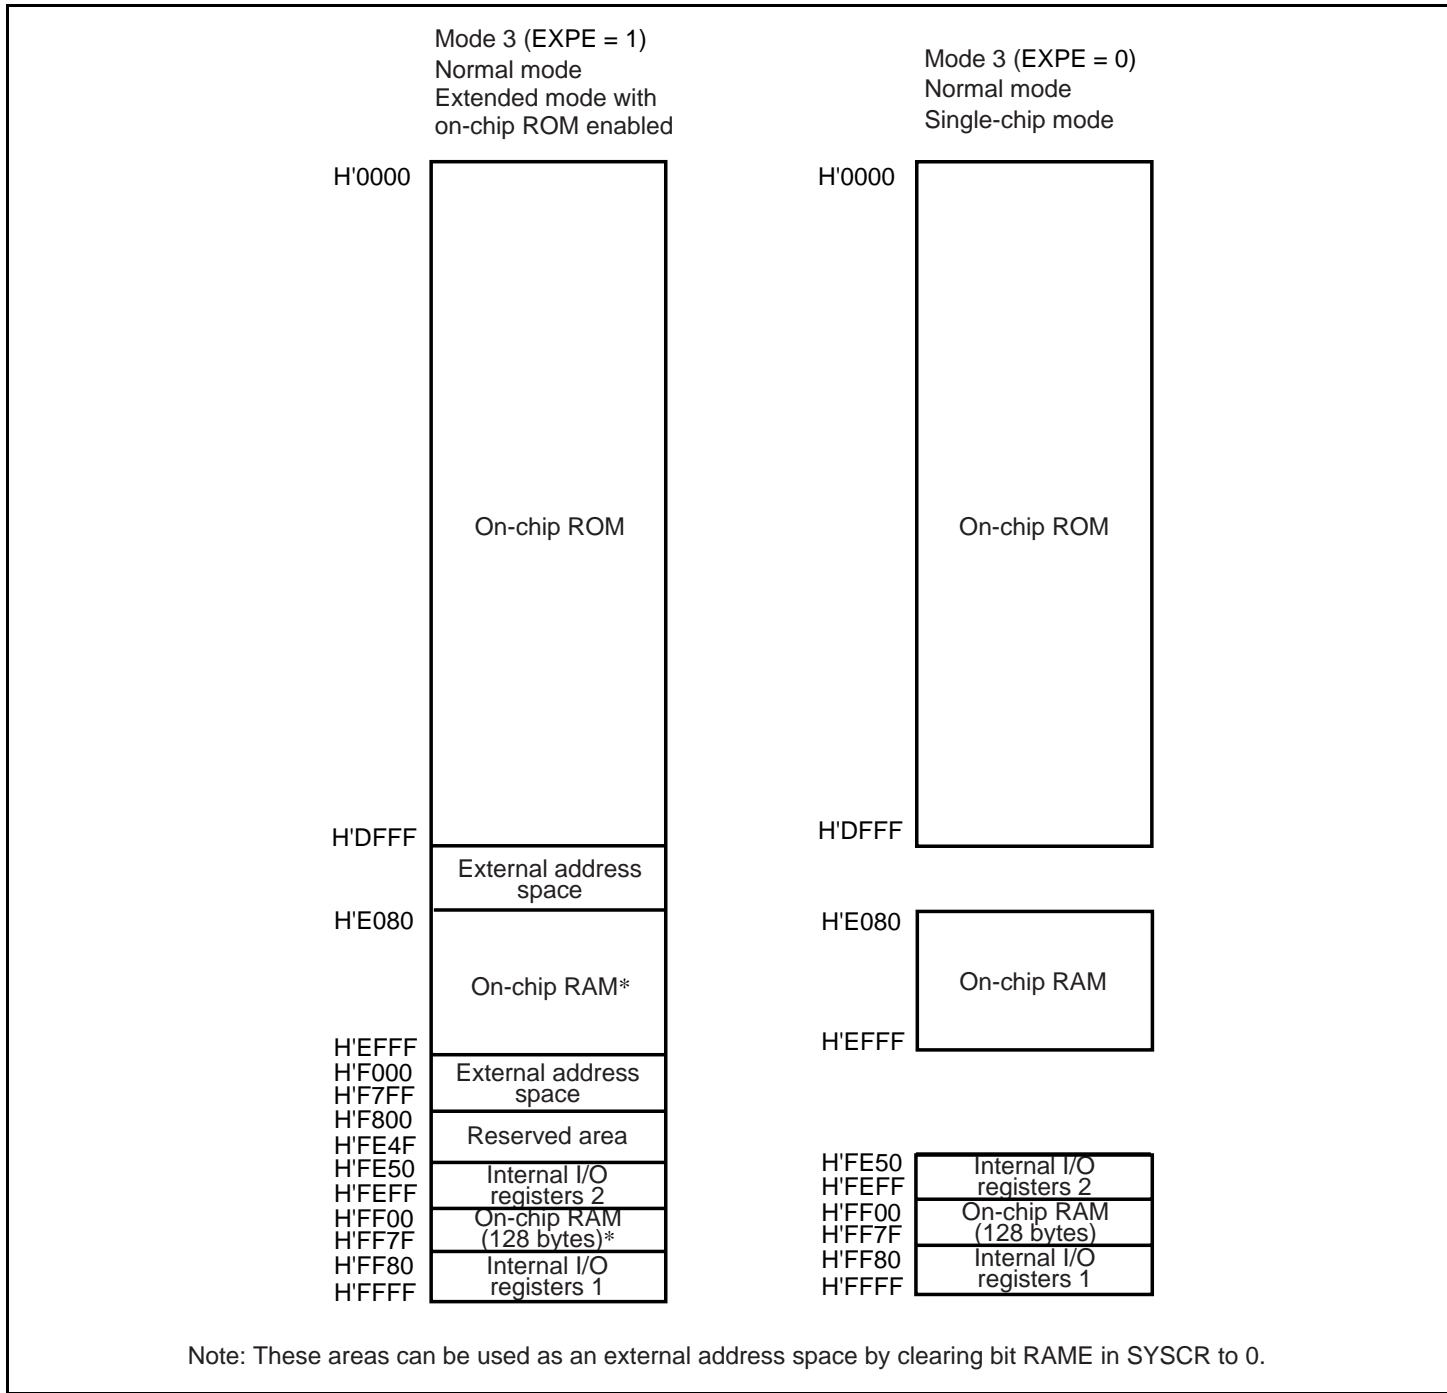 Mode 3 (EXPE = 1)
Normal mode
Extended mode with
on-chip ROM enabled
H'0000
On-chip ROM
H'DFFF
External address
space
H'E080
On-chip RAM*
H'EFFF
H'F000
External address
space
H'F7FF
H'F800
Reserved area
H'FE4F
H'FE50
Internal I/O
registers 2
H'FEFF
H'FF00
On-chip RAM
(128 bytes)*
H'FF7F
H'FF80
Internal I/O
registers 1
H'FFFF
Mode 3 (EXPE = 0)
Normal mode
Single-chip mode
H'0000
On-chip ROM
H'DFFF
H'E080
On-chip RAM
H'EFFF
H'FE50
Internal I/O
registers 2
H'FEFF
H'FF00
On-chip RAM
(128 bytes)
H'FF7F
H'FF80
Internal I/O
registers 1
H'FFFF
Note: These areas can be used as an external address space by clearing bit RAME in SYSCR to 0.